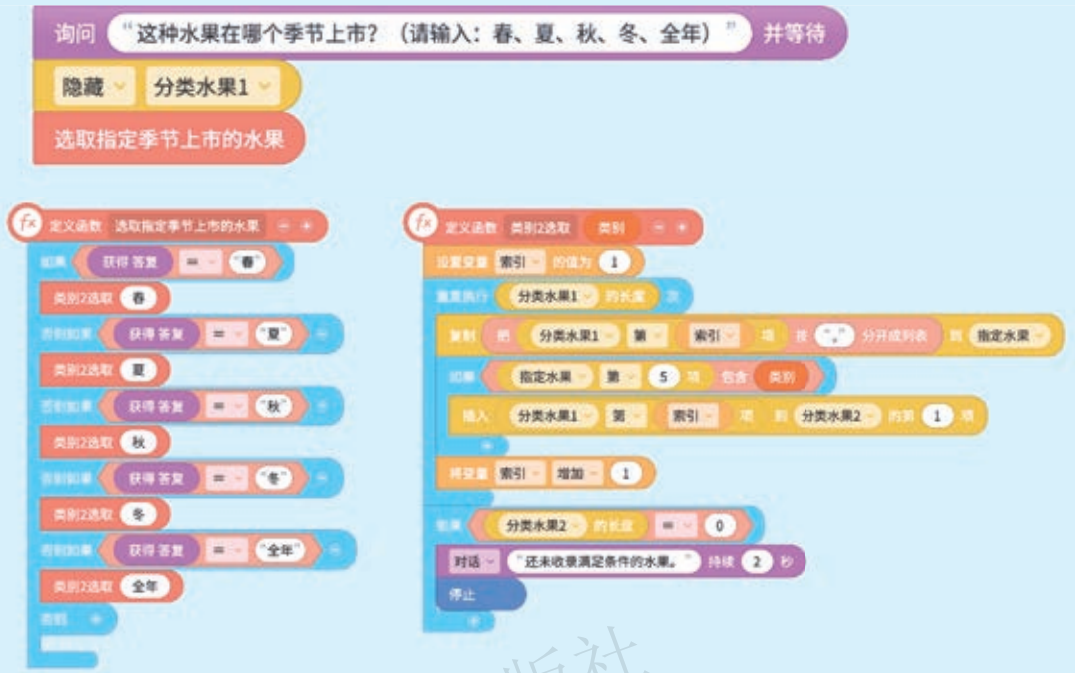 询问 “这种水果在哪个季节上市？（请输入：春、夏、秋、冬、全年）” 并等待
隐藏 分类水果1
选取指定季节上市的水果
fx 定义函数 选取指定季节上市的水果
如果 获得 答复 = “春”
类别2选取 春
否则如果 获得 答复 = “夏”
类别2选取 夏
否则如果 获得 答复 = “秋”
类别2选取 秋
否则如果 获得 答复 = “冬”
类别2选取 冬
否则如果 获得 答复 = “全年”
类别2选取 全年
否则
fx 定义函数 类别2选取 类别
设置变量 索引 的值为 1
重复执行 分类水果1 的长度 次
复制 把 分类水果1 第 索引 项 按 “,” 分开成列表 到 指定水果
如果 指定水果 第 5 项 包含 类别
插入 分类水果1 第 索引 项 到 分类水果2 的第 1 项
将变量 索引 增加 1
如果 分类水果2 的长度 = 0
对话 “还未收录满足条件的水果。” 持续 2 秒
停止
版社